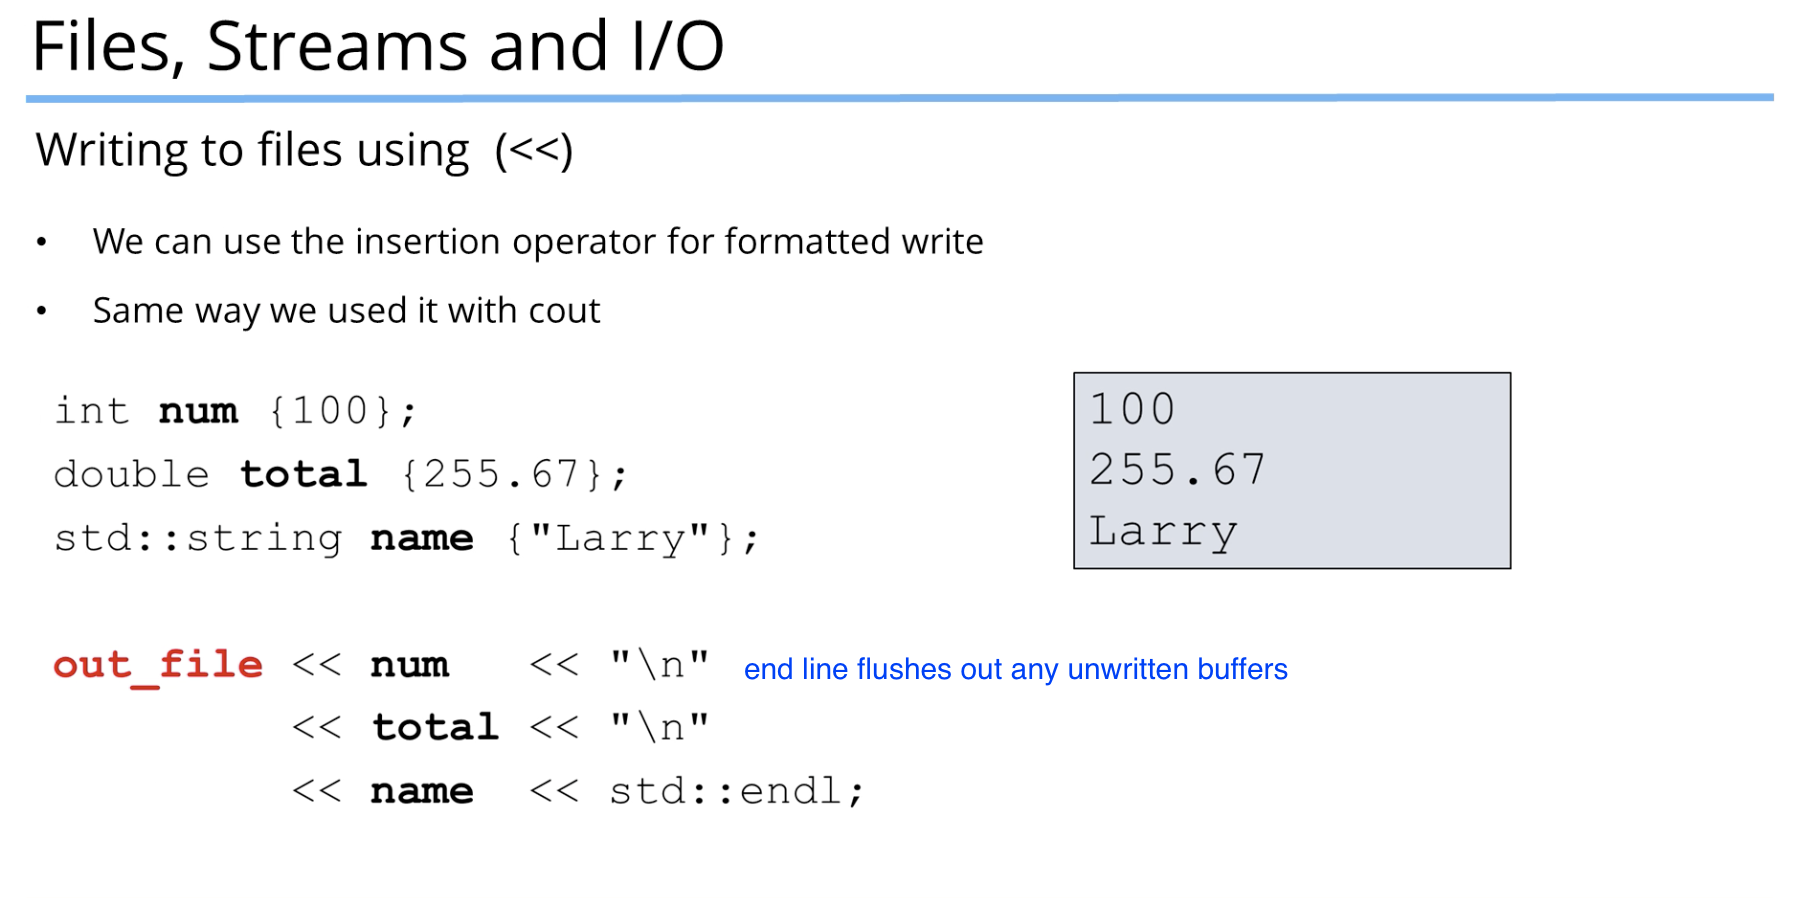 Files, Streams and I/O
Writing to files using (<<)
• We can use the insertion operator for formatted write
• Same way we used it with cout
int num {100};
double total {255.67};
std::string name {"Larry"};
100
255.67
Larry
out_file << num << "\n" end line flushes out any unwritten buffers
<< total << "\n"
<< name << std::endl;